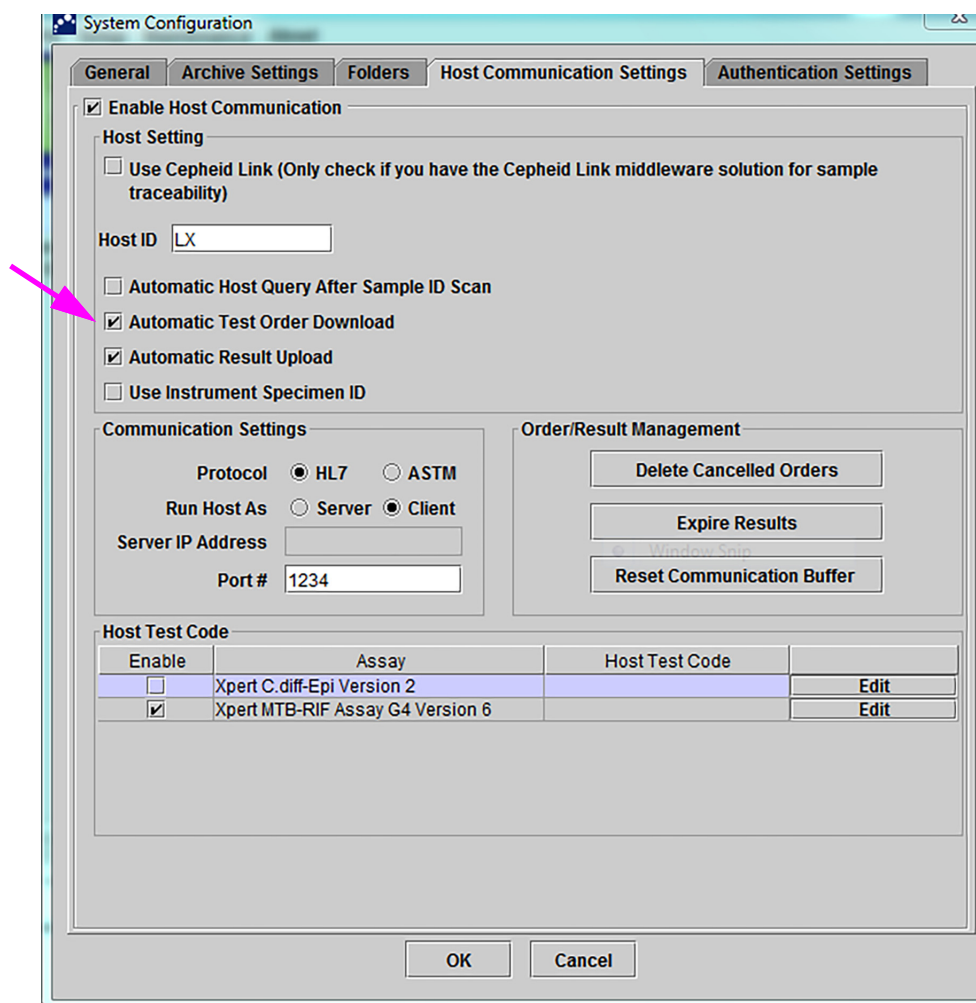 System Configuration
General Archive Settings Folders Host Communication Settings Authentication Settings
Enable Host Communication
Host Setting
Use Cepheid Link (Only check if you have the Cepheid Link middleware solution for sample
traceability)
Host ID LX
Automatic Host Query After Sample ID Scan
Automatic Test Order Download
Automatic Result Upload
Use Instrument Specimen ID
Communication Settings
Protocol HL7 ASTM
Run Host As Server Client
Server IP Address
Port # 1234
Order/Result Management
Delete Cancelled Orders
Expire Results
Window Snip
Reset Communication Buffer
Host Test Code
Enable Assay Host Test Code
Xpert C.diff-Epi Version 2 Edit
Xpert MTB-RIF Assay G4 Version 6 Edit
OK Cancel